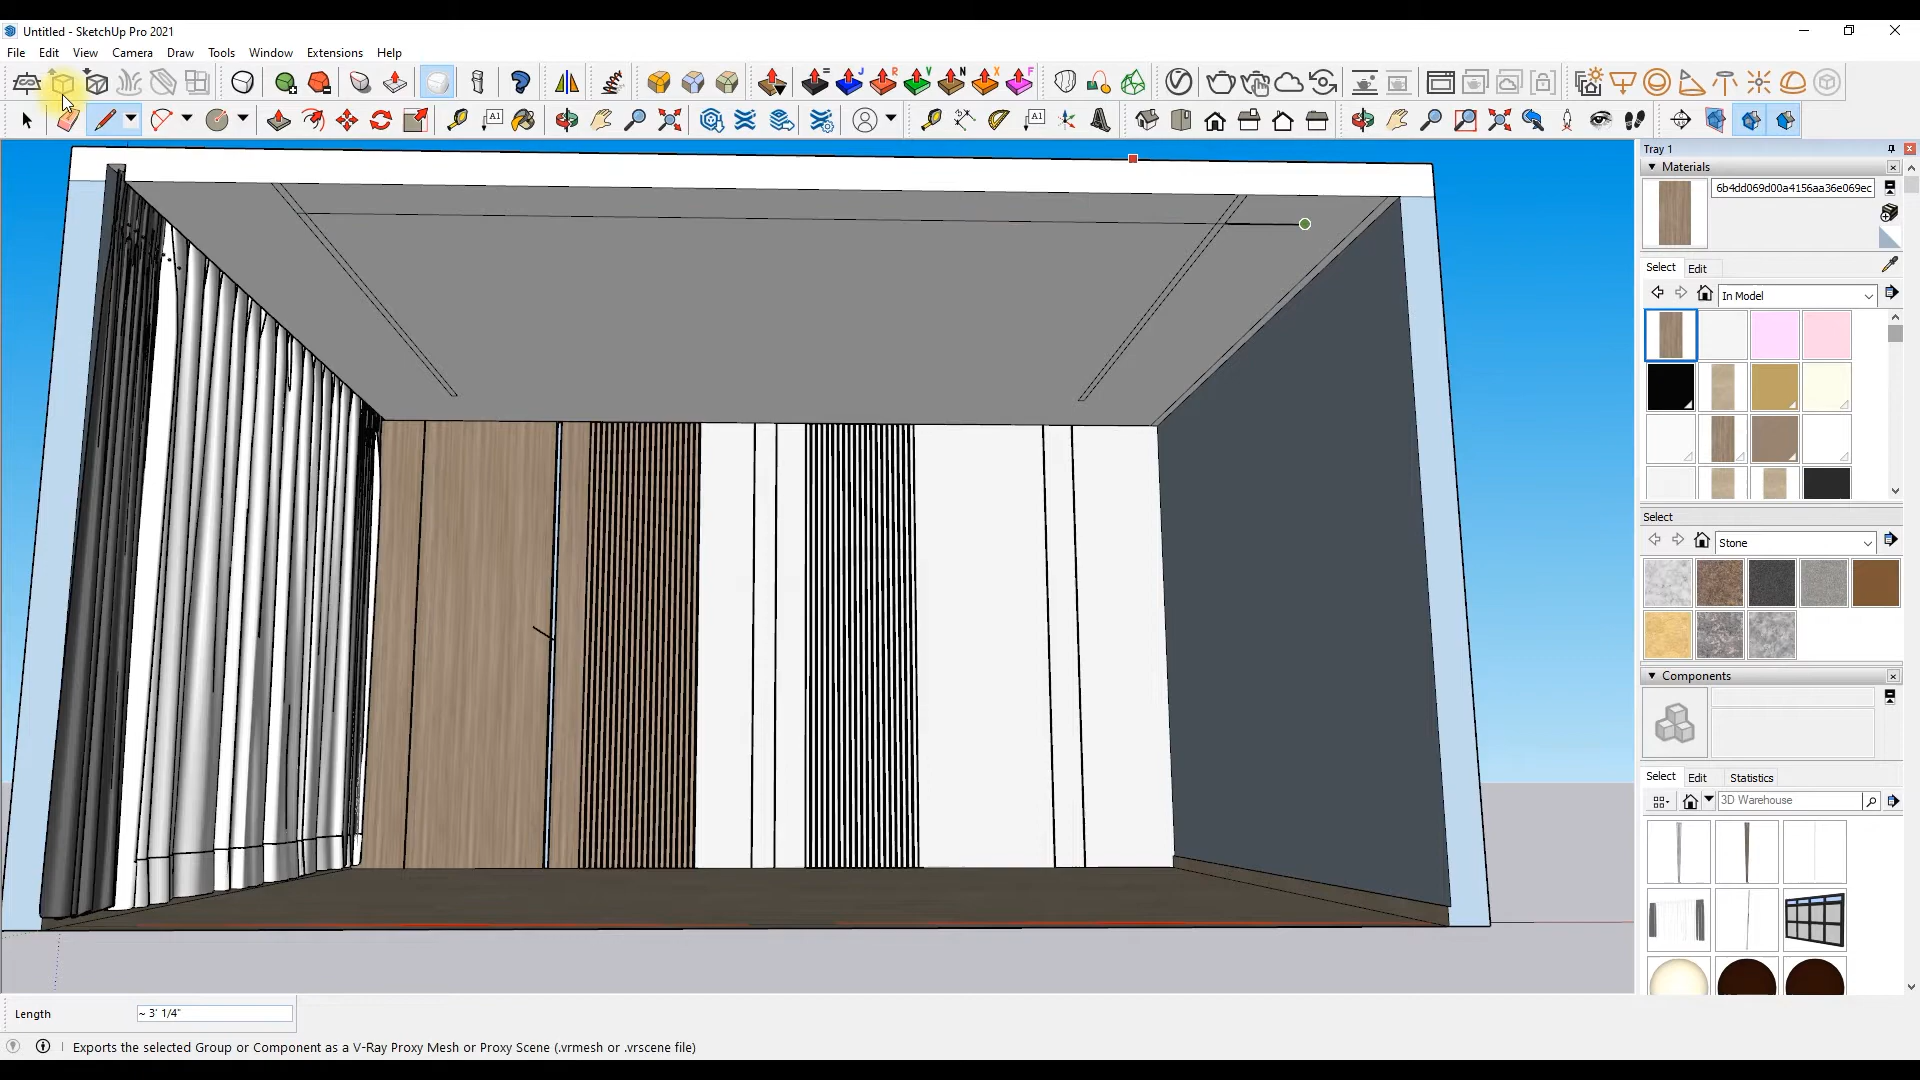 Untitled - SketchUp Pro 2021
File Edit View Camera Draw Tools Window Extensions Help
Tray 1
Materials
6b4dd069d00a4156aa36e069ec
Select Edit
In Model
Select
Stone
Components
Select Edit Statistics
3D Warehouse
Length ~ 3' 1/4"
Exports the selected Group or Component as a V-Ray Proxy Mesh or Proxy Scene (.vrmesh or .vrscene file)